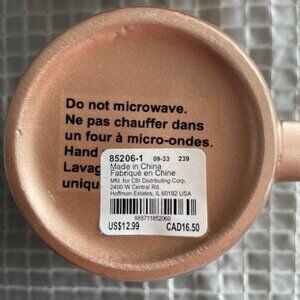 Do not microwave.
Ne pas chauffer dans
un four à micro-ondes.
Hand
Lavag
uniqu
85206-1 09-33 239
Made in China
Fabriqué en Chine
Mfd. for CBI Distributing Corp.
2400 W Central Rd.
Hoffman Estates, IL 60192 USA
888711852060
US$12.99 CAD16.50